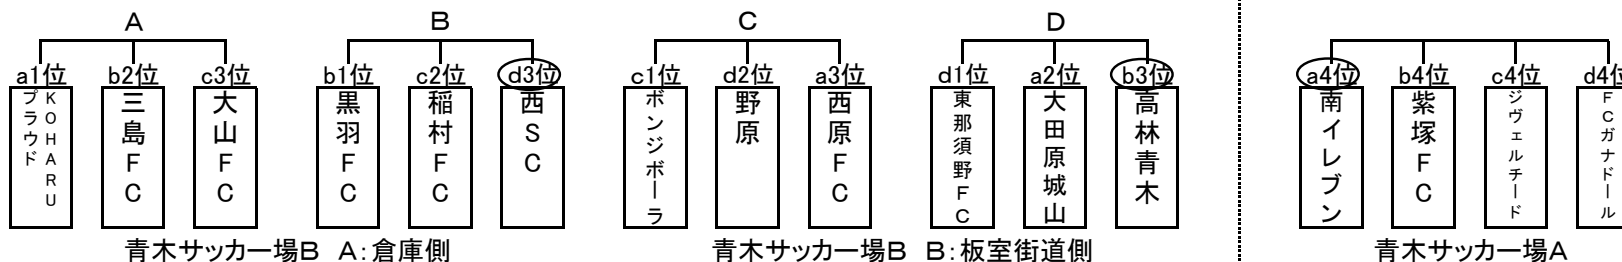 A B C D
a1位 b2位 c3位 b1位 c2位 d3位 c1位 d2位 a3位 d1位 a2位 b3位 a4位 b4位 c4位 d4位
KOHARUプラウド
三島FC
大山FC
黒羽FC
稲村FC
西SC
ボンジボーラ
野原
西原FC
東那須野FC
大田原城山
高林青木
南イレブン
紫塚FC
ジヴェルチード
FCガナドール
青木サッカー場B A:倉庫側 青木サッカー場B B:板室街道側 青木サッカー場A